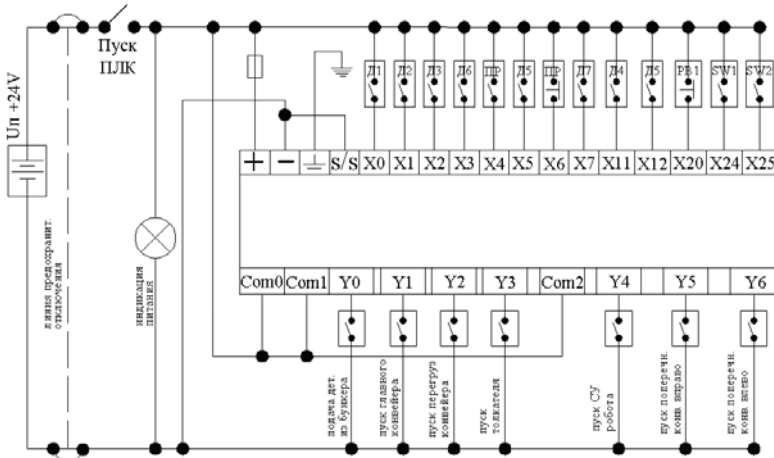 Пуск
ПЛК
Uп +24V
линия предохранит.
отключения
индикация
питания
Д1 Д2 Д3 Д6 ПР Д5 ПР Д7 Д4 Д5 РВ1 SW1 SW2
+ − S/S X0 X1 X2 X3 X4 X5 X6 X7 X11 X12 X20 X24 X25
Com0 Com1 Y0 Y1 Y2 Y3 Com2 Y4 Y5 Y6
подача дет.
из бункера
пуск главного
конвейера
пуск перегруз
конвейера
пуск
толкателя
пуск СУ
робота
пуск поперечн.
конв. вправо
пуск поперечн.
конв. влево